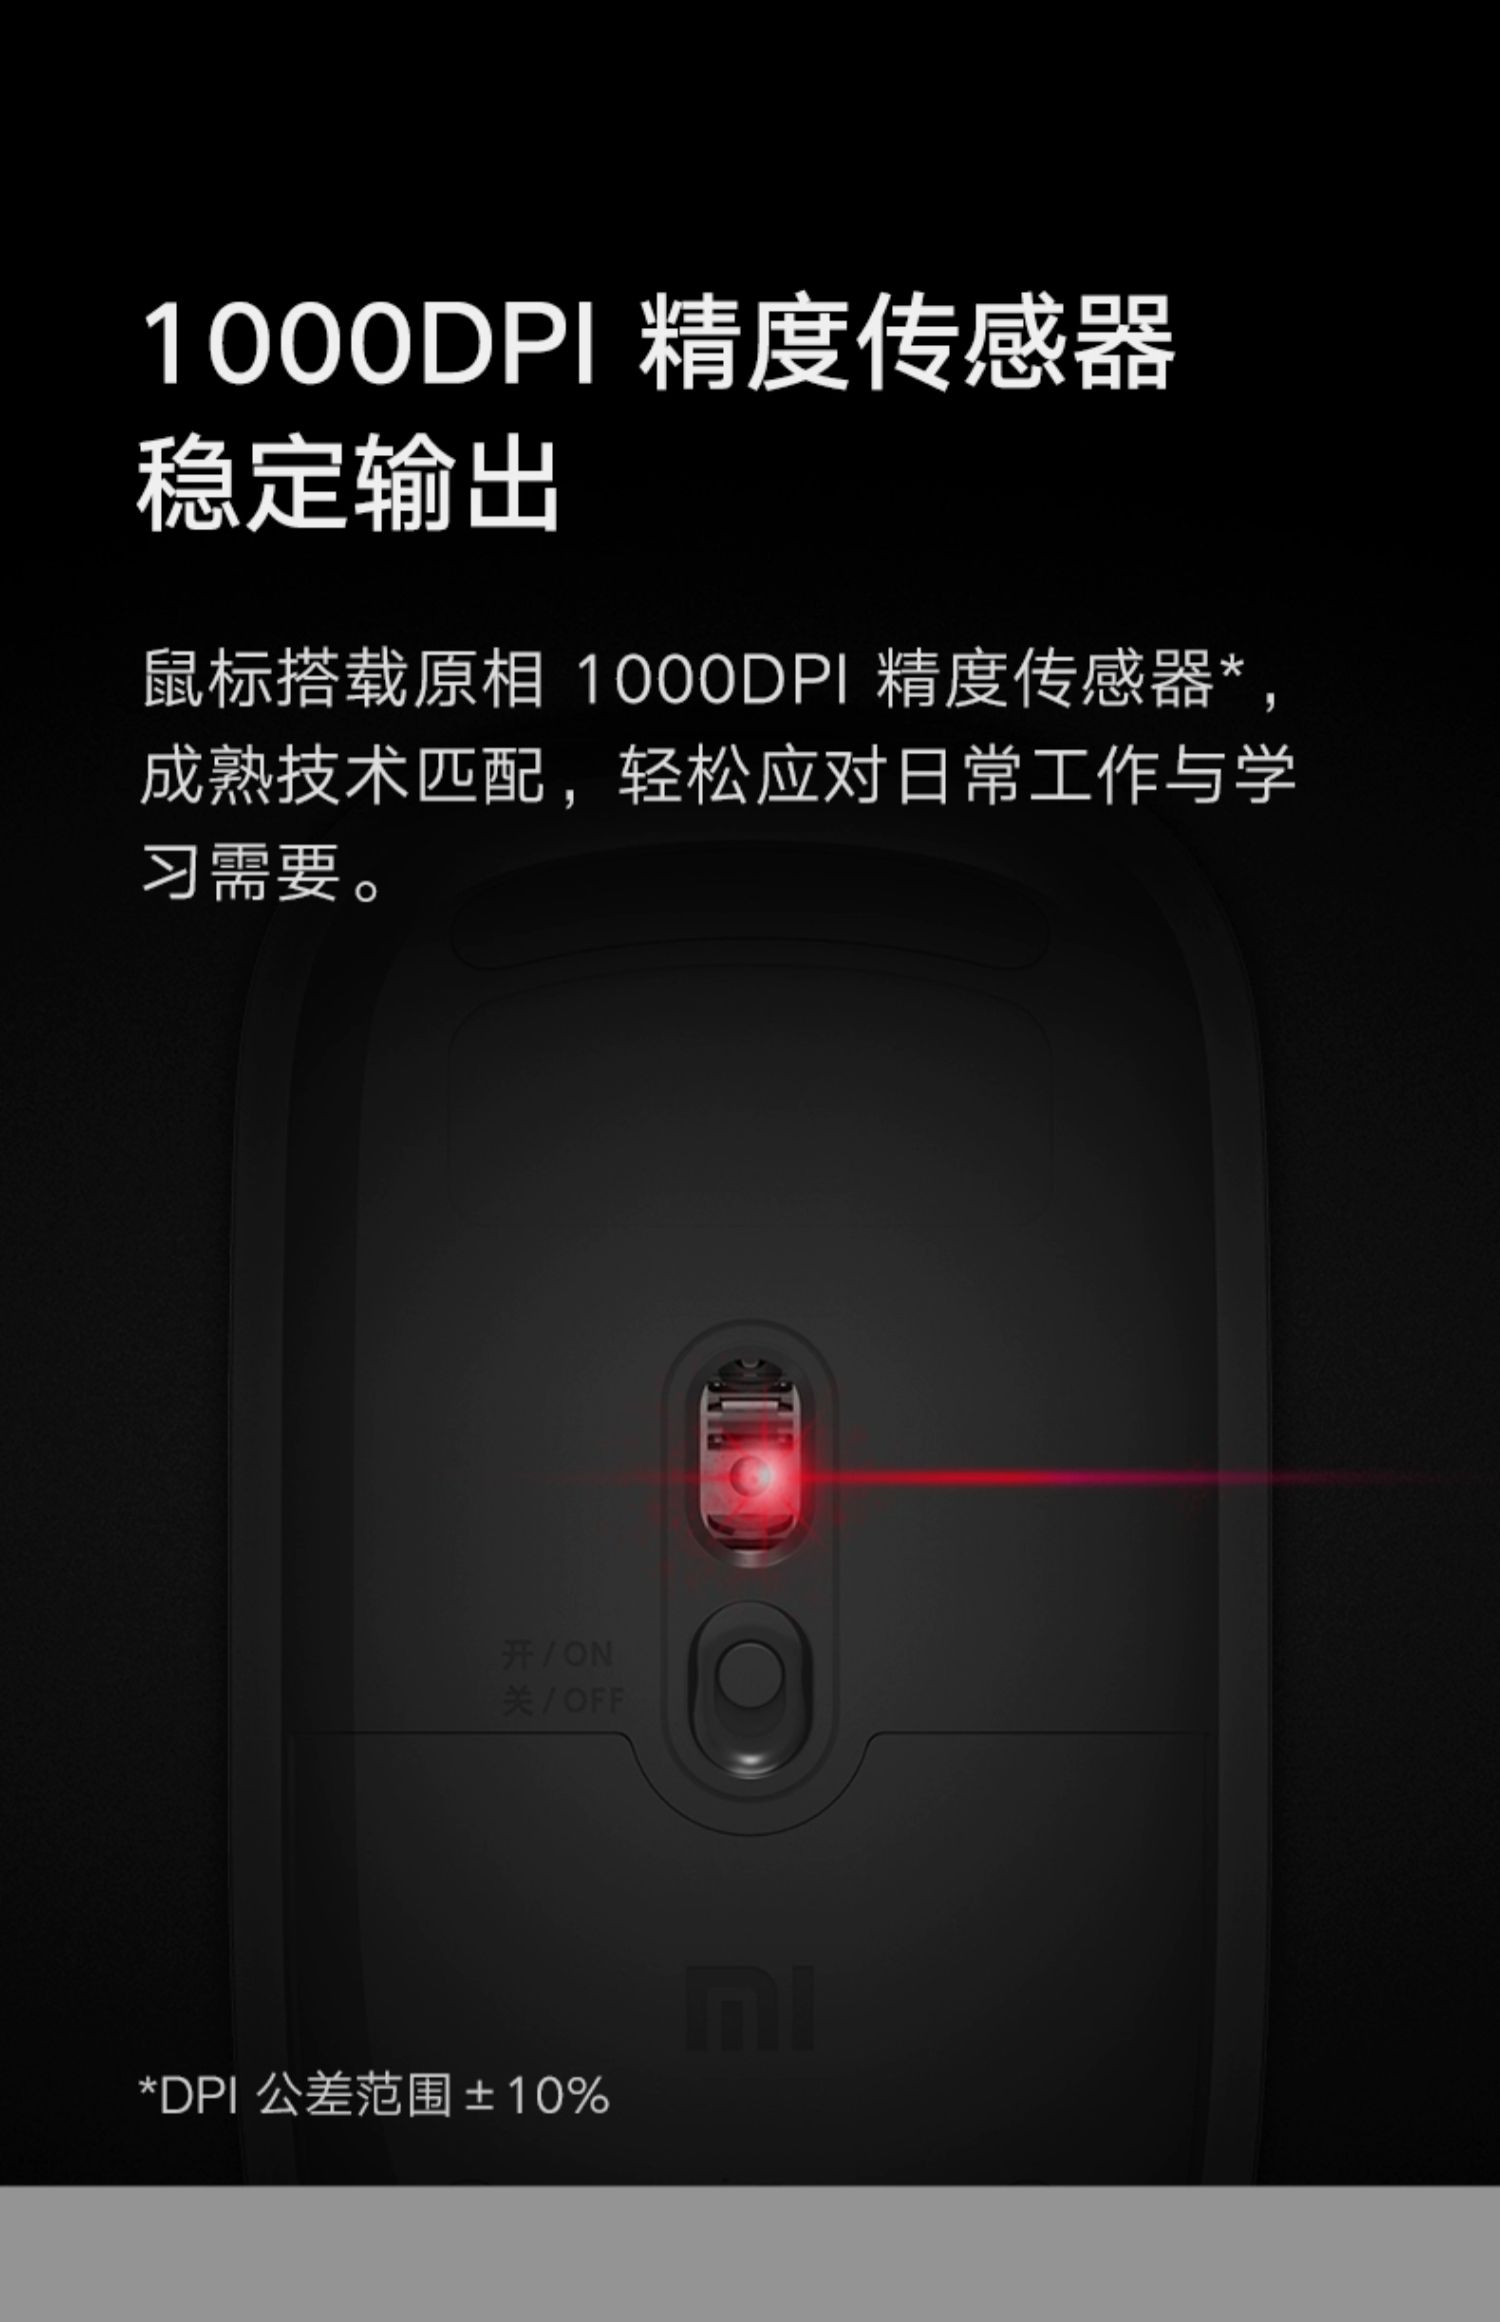 1000DPI 精度传感器
稳定输出
鼠标搭载原相 1000DPI 精度传感器*，
成熟技术匹配，轻松应对日常工作与学
习需要。
开/ON
关/OFF
mi
*DPI 公差范围±10%